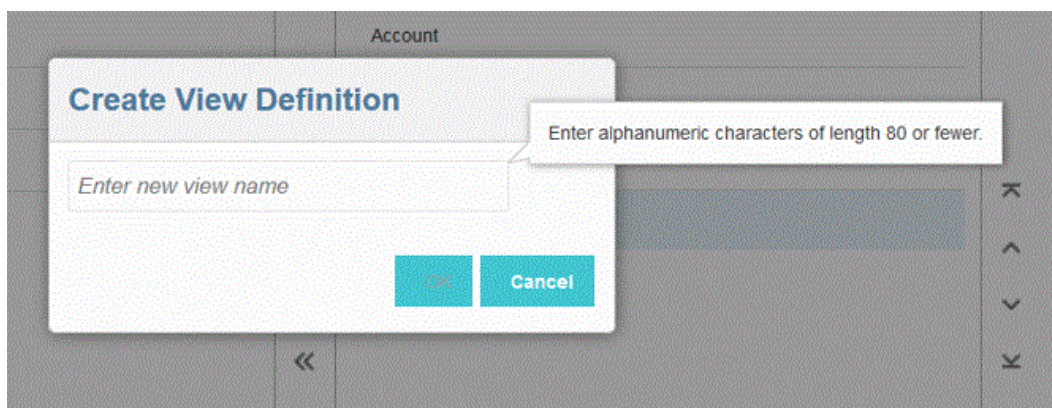 Account
Create View Definition
Enter alphanumeric characters of length 80 or fewer.
Enter new view name
OK
Cancel